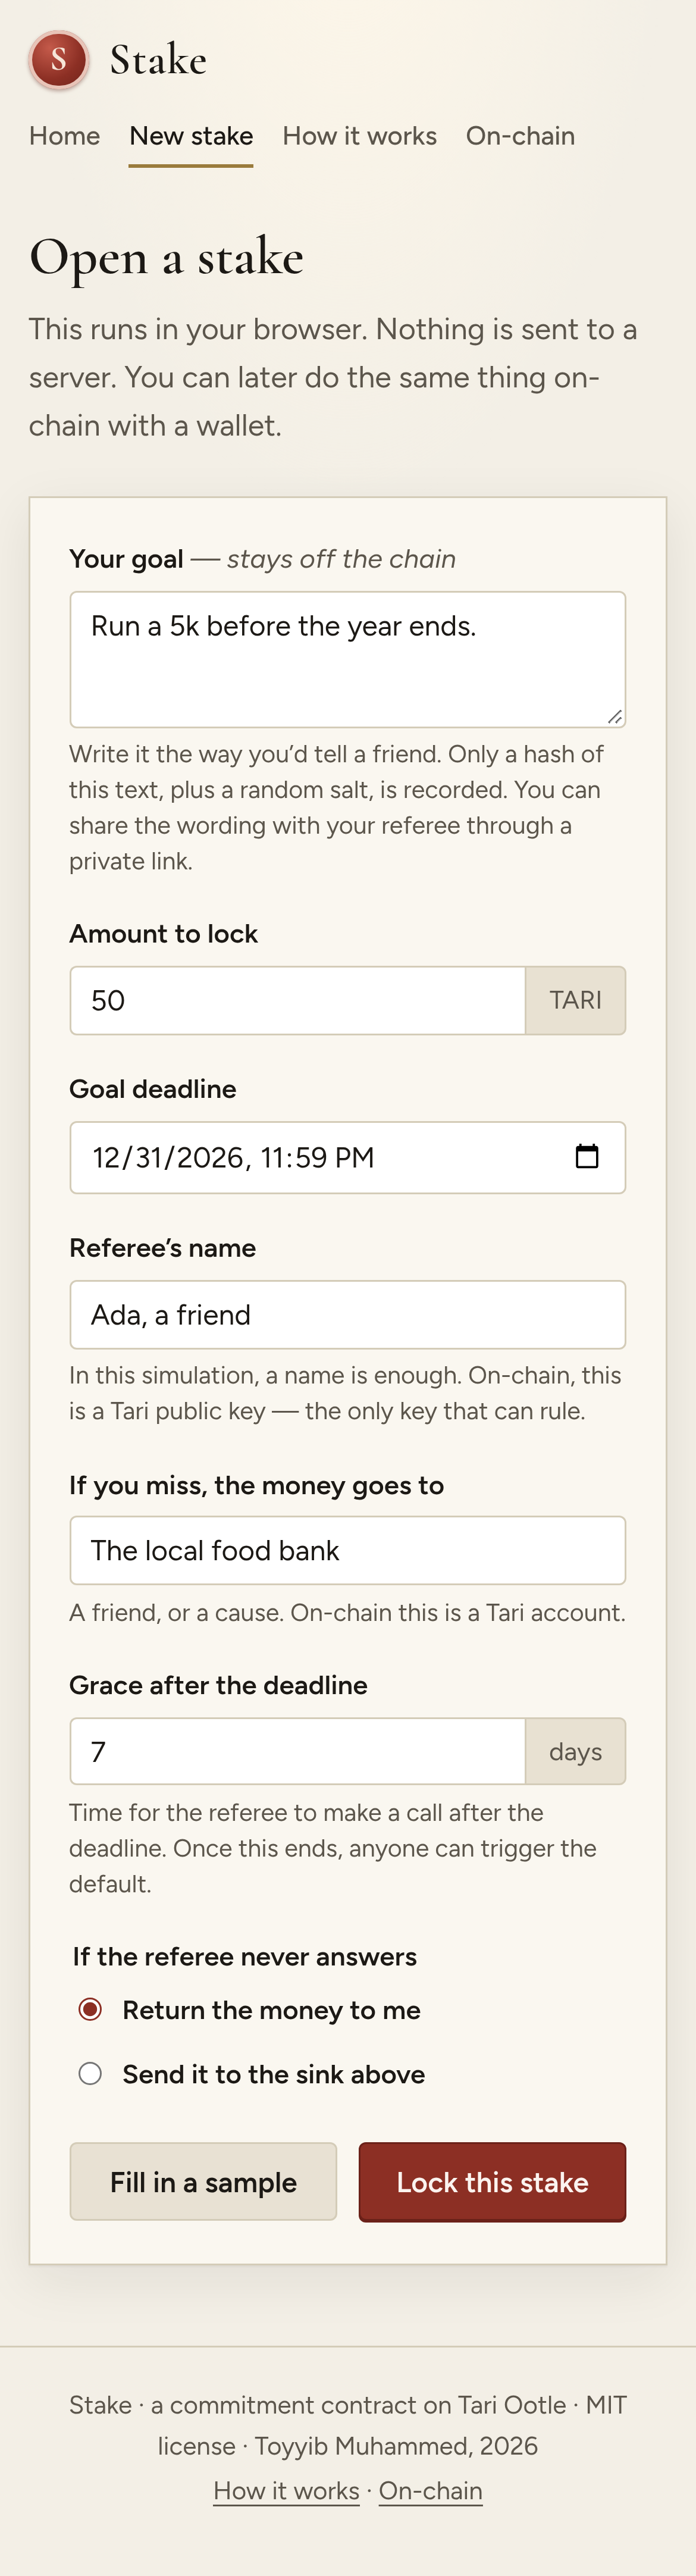 S
Stake
Home New stake How it works On-chain
Open a stake
This runs in your browser. Nothing is sent to a
server. You can later do the same thing on-
chain with a wallet.
Your goal — stays off the chain
Run a 5k before the year ends.
Write it the way you’d tell a friend. Only a hash of
this text, plus a random salt, is recorded. You can
share the wording with your referee through a
private link.
Amount to lock
50 TARI
Goal deadline
12/31/2026, 11:59 PM
Referee’s name
Ada, a friend
In this simulation, a name is enough. On-chain, this
is a Tari public key — the only key that can rule.
If you miss, the money goes to
The local food bank
A friend, or a cause. On-chain this is a Tari account.
Grace after the deadline
7 days
Time for the referee to make a call after the
deadline. Once this ends, anyone can trigger the
default.
If the referee never answers
Return the money to me
Send it to the sink above
Fill in a sample Lock this stake
Stake · a commitment contract on Tari Ootle · MIT
license · Toyyib Muhammed, 2026
How it works · On-chain